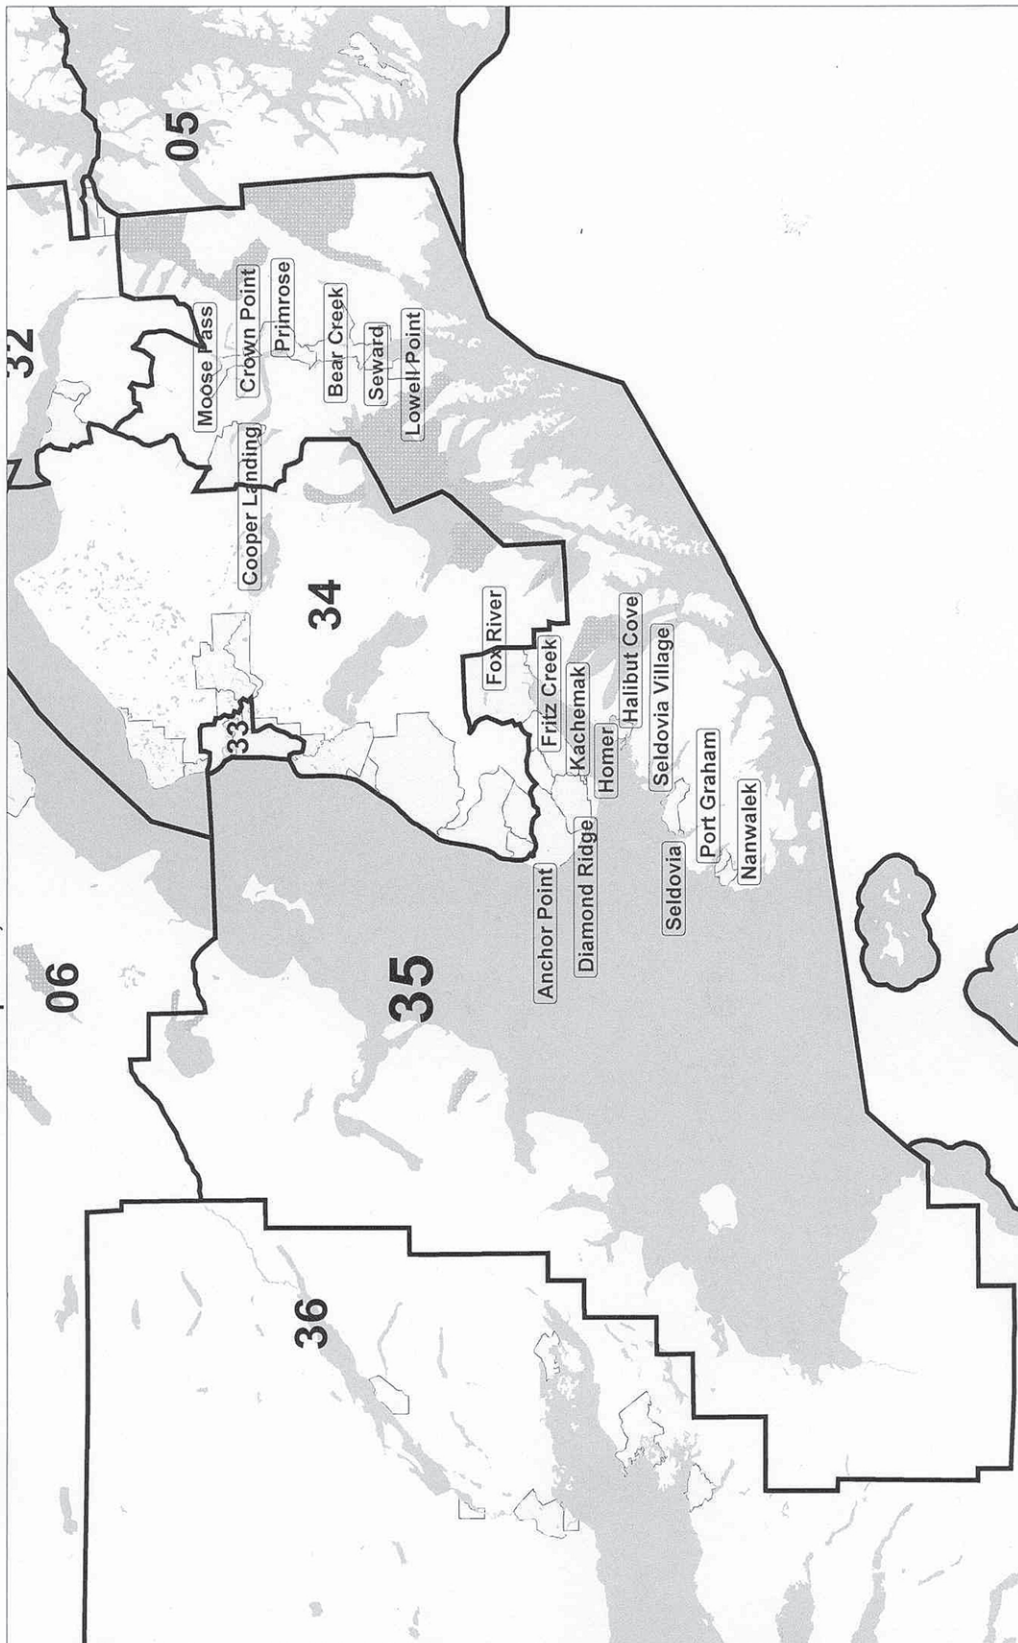 32
05
Moose Pass
Crown Point
Primrose
Bear Creek
Seward
Lowell Point
Cooper Landing
34
33
Fox River
Fritz Creek
Kachemak
Homer
Halibut Cove
Seldovia Village
Port Graham
Nanwalek
Seldovia
Diamond Ridge
Anchor Point
06
35
36